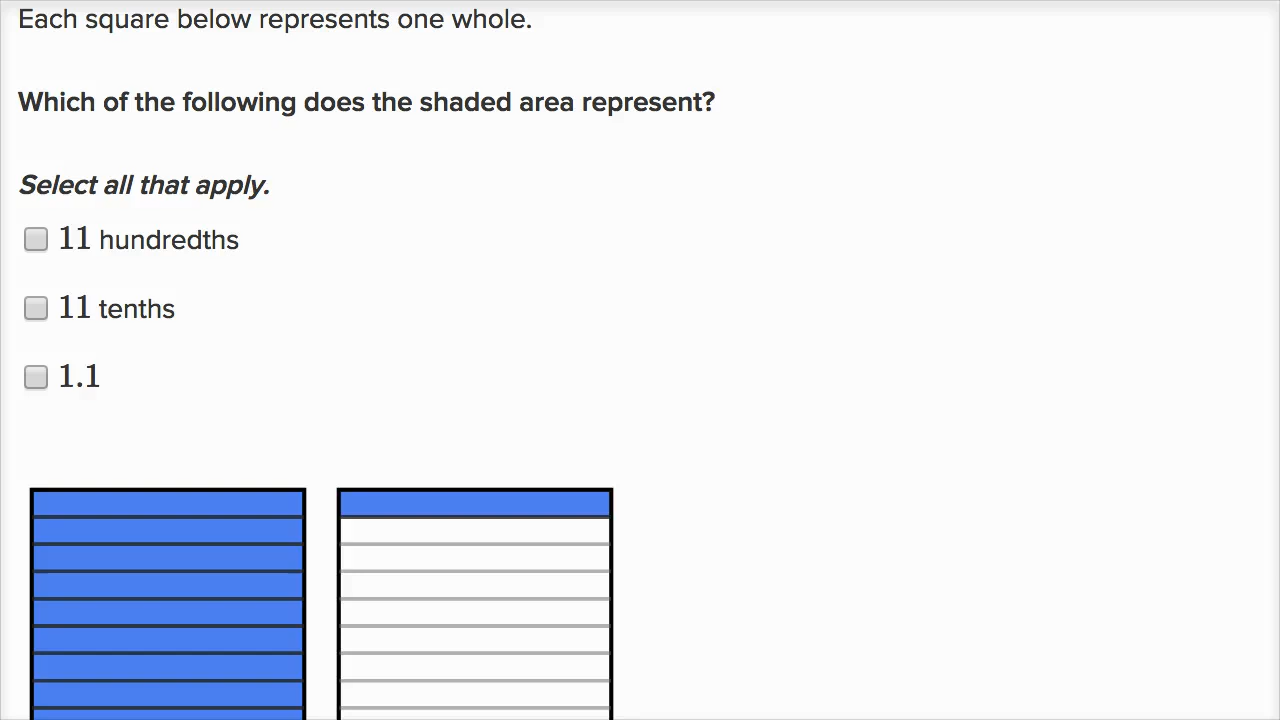 Each square below represents one whole.
Which of the following does the shaded area represent?
Select all that apply.
11 hundredths
11 tenths
1.1